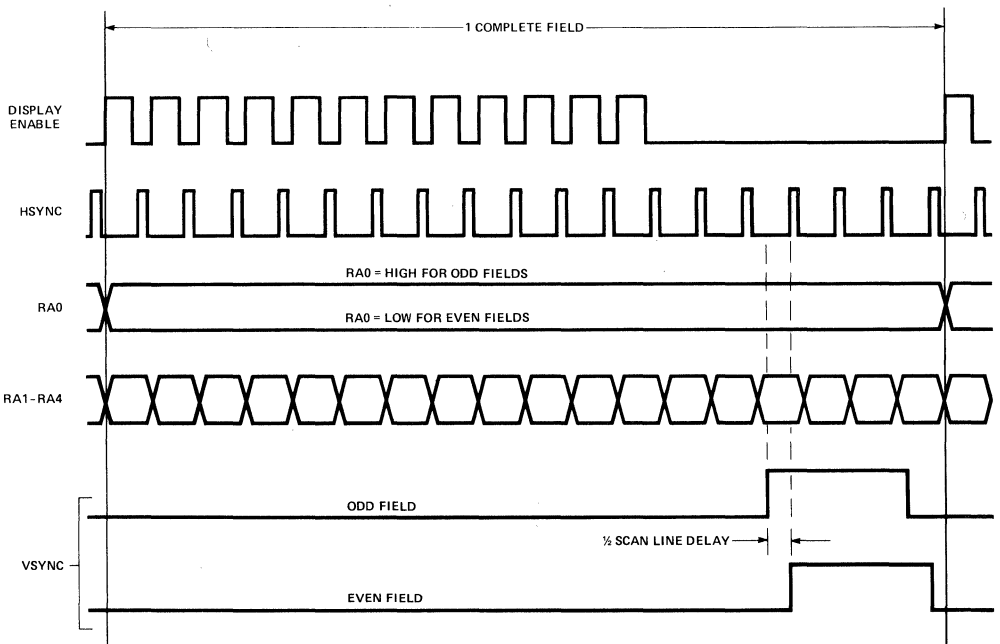 1 COMPLETE FIELD
DISPLAY
ENABLE
HSYNC
RA0 = HIGH FOR ODD FIELDS
RA0
RA0 = LOW FOR EVEN FIELDS
RA1-RA4
ODD FIELD
½ SCAN LINE DELAY
VSYNC
EVEN FIELD